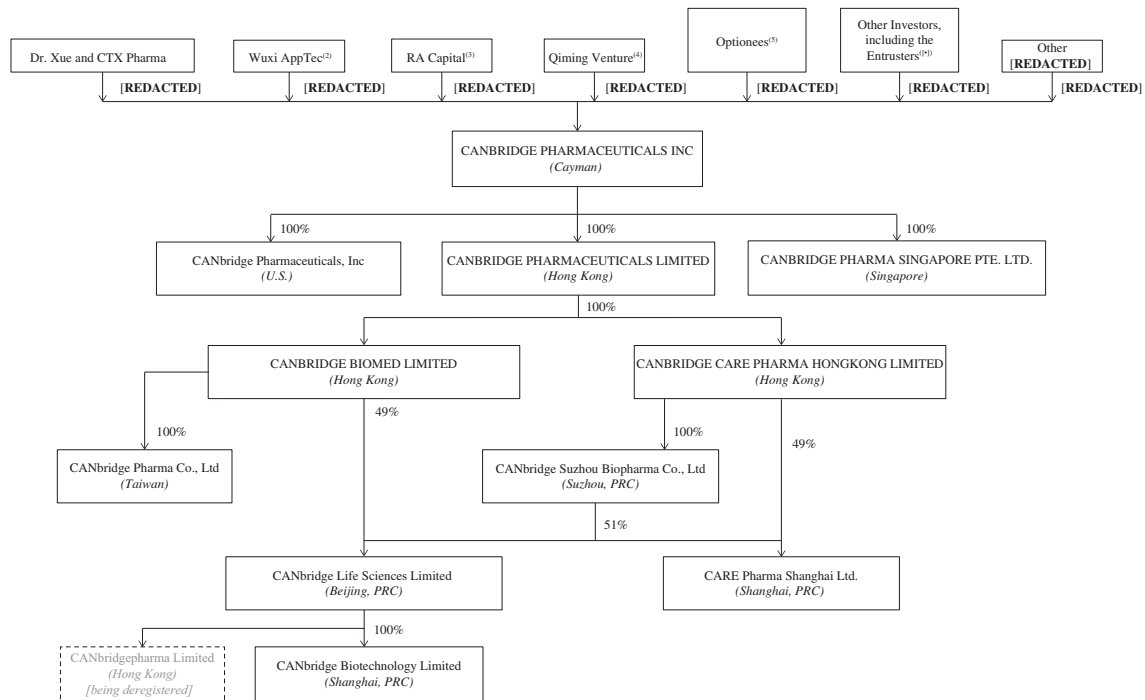 Dr. Xue and CTX Pharma
Wuxi AppTec(2)
RA Capital(3)
Qiming Venture(4)
Optionees(5)
Other Investors,
including the
Entrusters([•])
Other
[REDACTED]
[REDACTED]
[REDACTED]
[REDACTED]
[REDACTED]
[REDACTED]
[REDACTED]
[REDACTED]
CANBRIDGE PHARMACEUTICALS INC
(Cayman)
100%
100%
100%
CANbridge Pharmaceuticals, Inc
(U.S.)
CANBRIDGE PHARMACEUTICALS LIMITED
(Hong Kong)
CANBRIDGE PHARMA SINGAPORE PTE. LTD.
(Singapore)
100%
CANBRIDGE BIOMED LIMITED
(Hong Kong)
CANBRIDGE CARE PHARMA HONGKONG LIMITED
(Hong Kong)
49%
100%
100%
49%
CANbridge Pharma Co., Ltd
(Taiwan)
CANbridge Suzhou Biopharma Co., Ltd
(Suzhou, PRC)
51%
CANbridge Life Sciences Limited
(Beijing, PRC)
CARE Pharma Shanghai Ltd.
(Shanghai, PRC)
100%
CANbridgepharma Limited
(Hong Kong)
[being deregistered]
CANbridge Biotechnology Limited
(Shanghai, PRC)